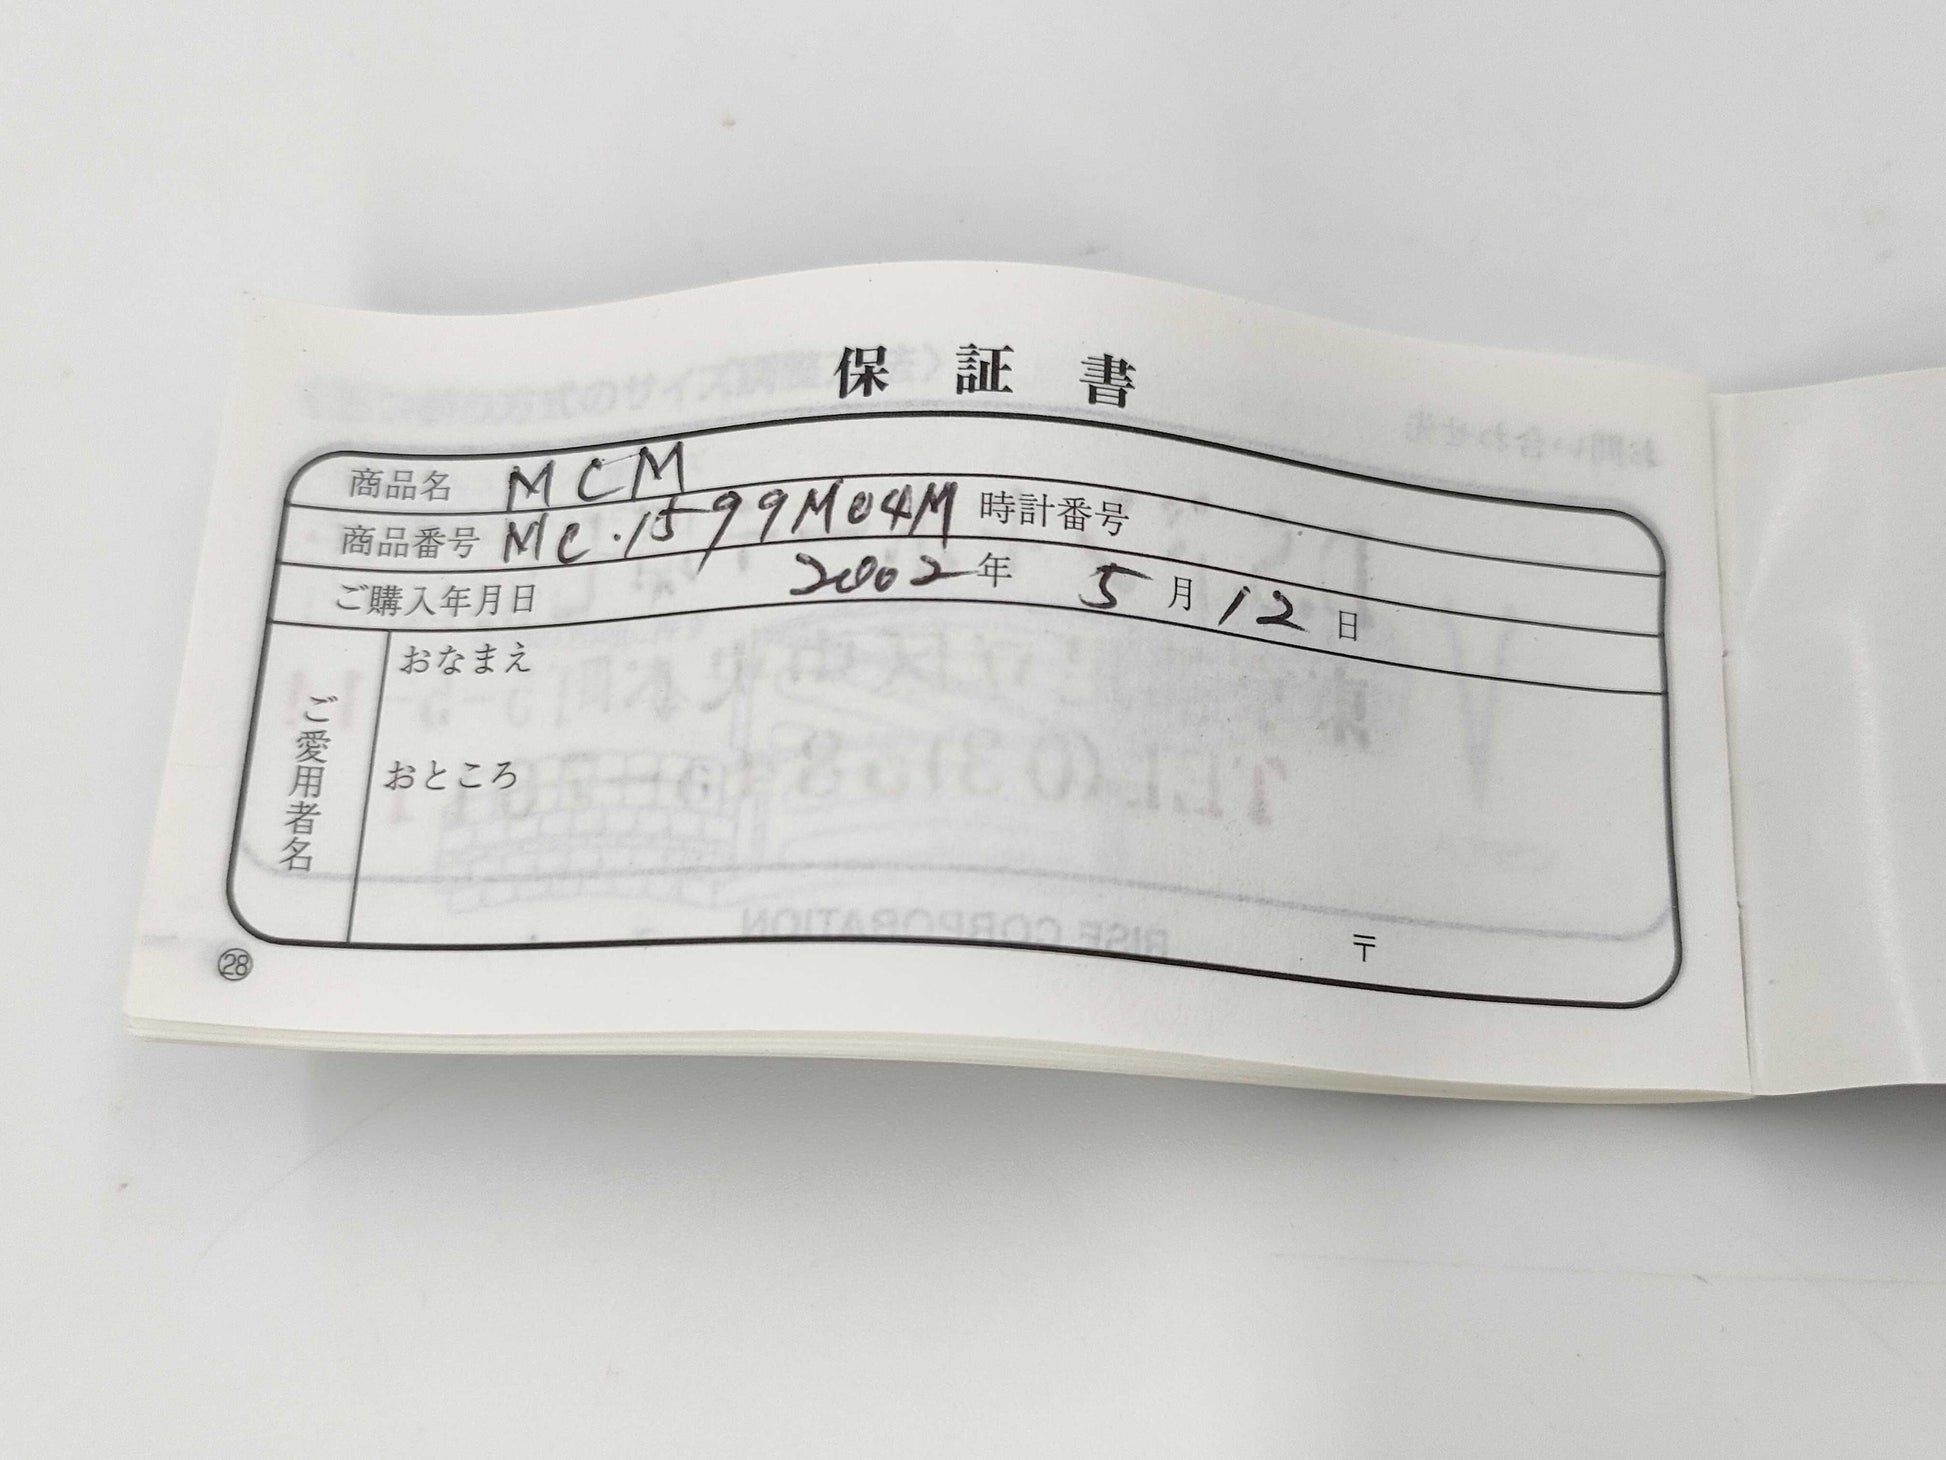 保証書
商品名 MCM
商品番号 MC.1599M04M 時計番号
ご購入年月日 2002年 5月12日
ご愛用者名
おなまえ
おところ
〒
㉘